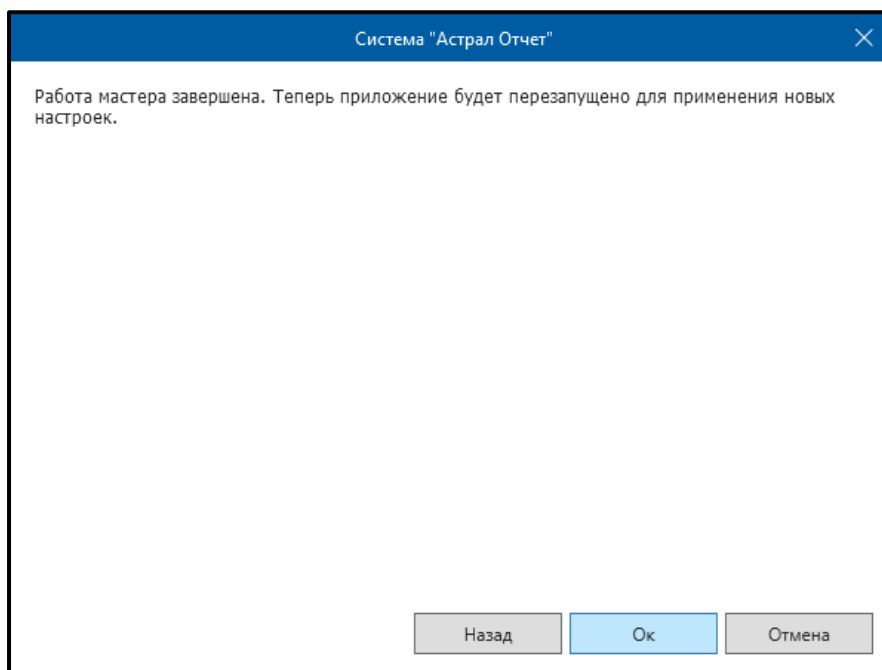 Система "Астрал Отчет"
Работа мастера завершена. Теперь приложение будет перезапущено для применения новых
настроек.
Назад
Ок
Отмена